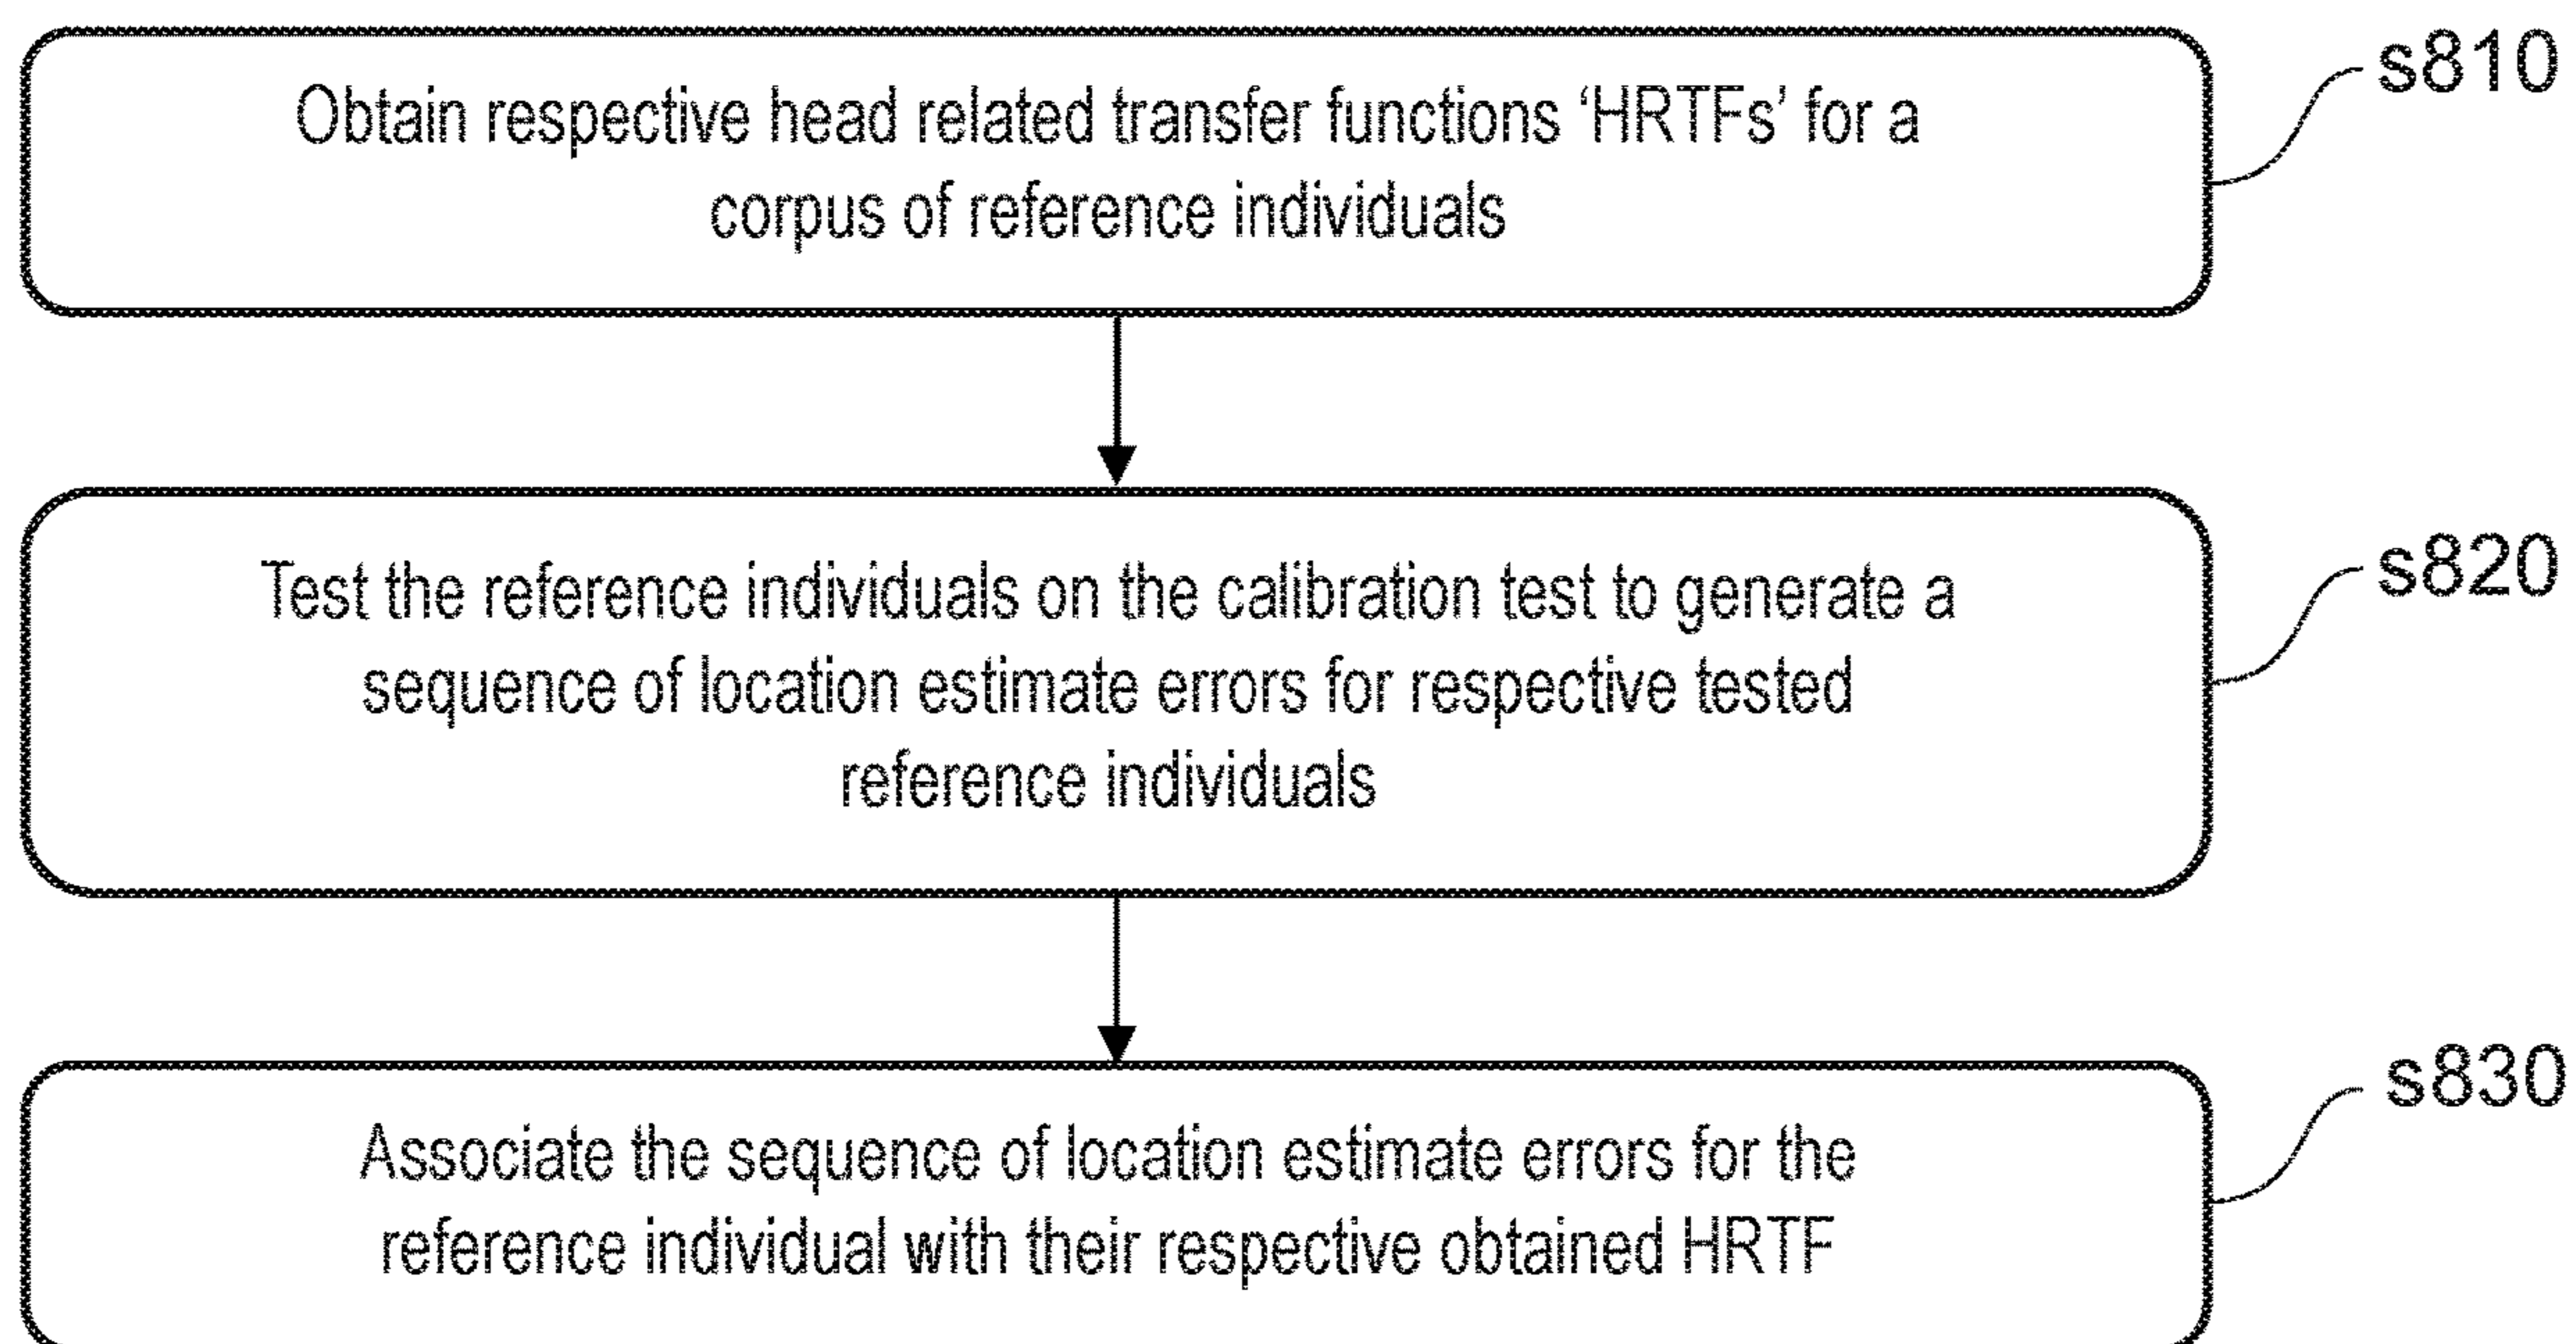 Obtain respective head related transfer functions ‘HRTFs’ for a
corpus of reference individuals
s810
Test the reference individuals on the calibration test to generate a
sequence of location estimate errors for respective tested
reference individuals
s820
Associate the sequence of location estimate errors for the
reference individual with their respective obtained HRTF
s830